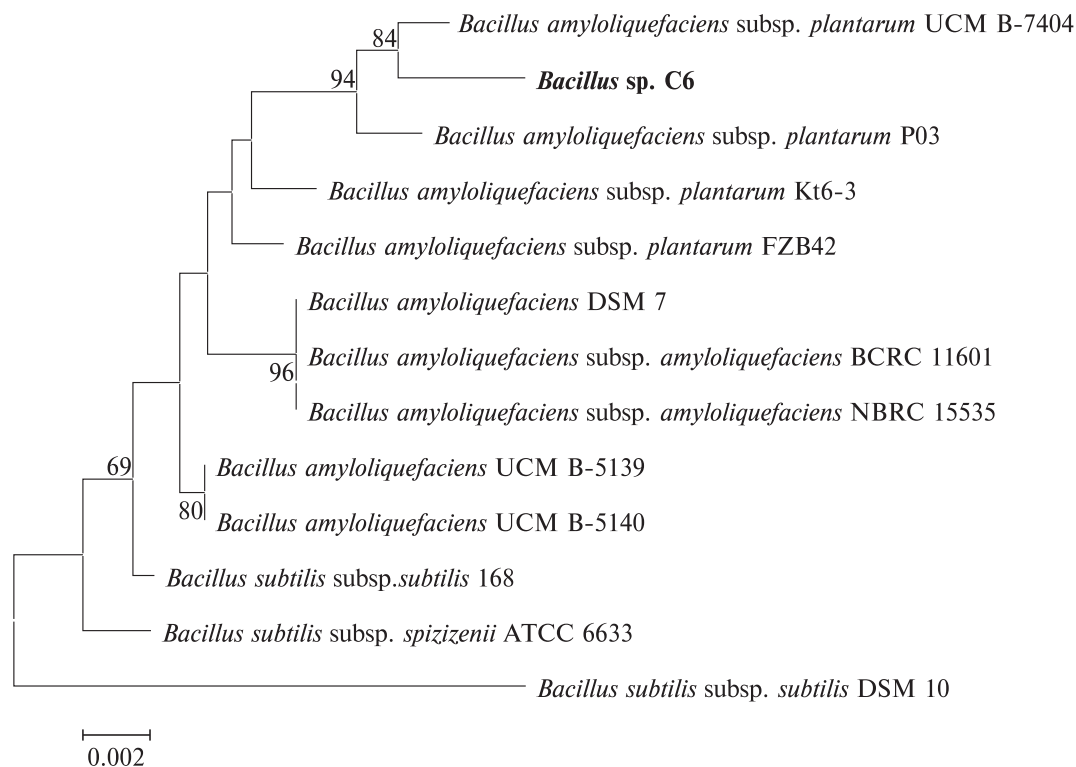 Bacillus amyloliquefaciens subsp. plantarum UCM B-7404
84
Bacillus sp. C6
94
Bacillus amyloliquefaciens subsp. plantarum P03
Bacillus amyloliquefaciens subsp. plantarum Kt6-3
Bacillus amyloliquefaciens subsp. plantarum FZB42
Bacillus amyloliquefaciens DSM 7
Bacillus amyloliquefaciens subsp. amyloliquefaciens BCRC 11601
96
Bacillus amyloliquefaciens subsp. amyloliquefaciens NBRC 15535
69
Bacillus amyloliquefaciens UCM B-5139
80
Bacillus amyloliquefaciens UCM B-5140
Bacillus subtilis subsp.subtilis 168
Bacillus subtilis subsp. spizizenii ATCC 6633
Bacillus subtilis subsp. subtilis DSM 10
0.002